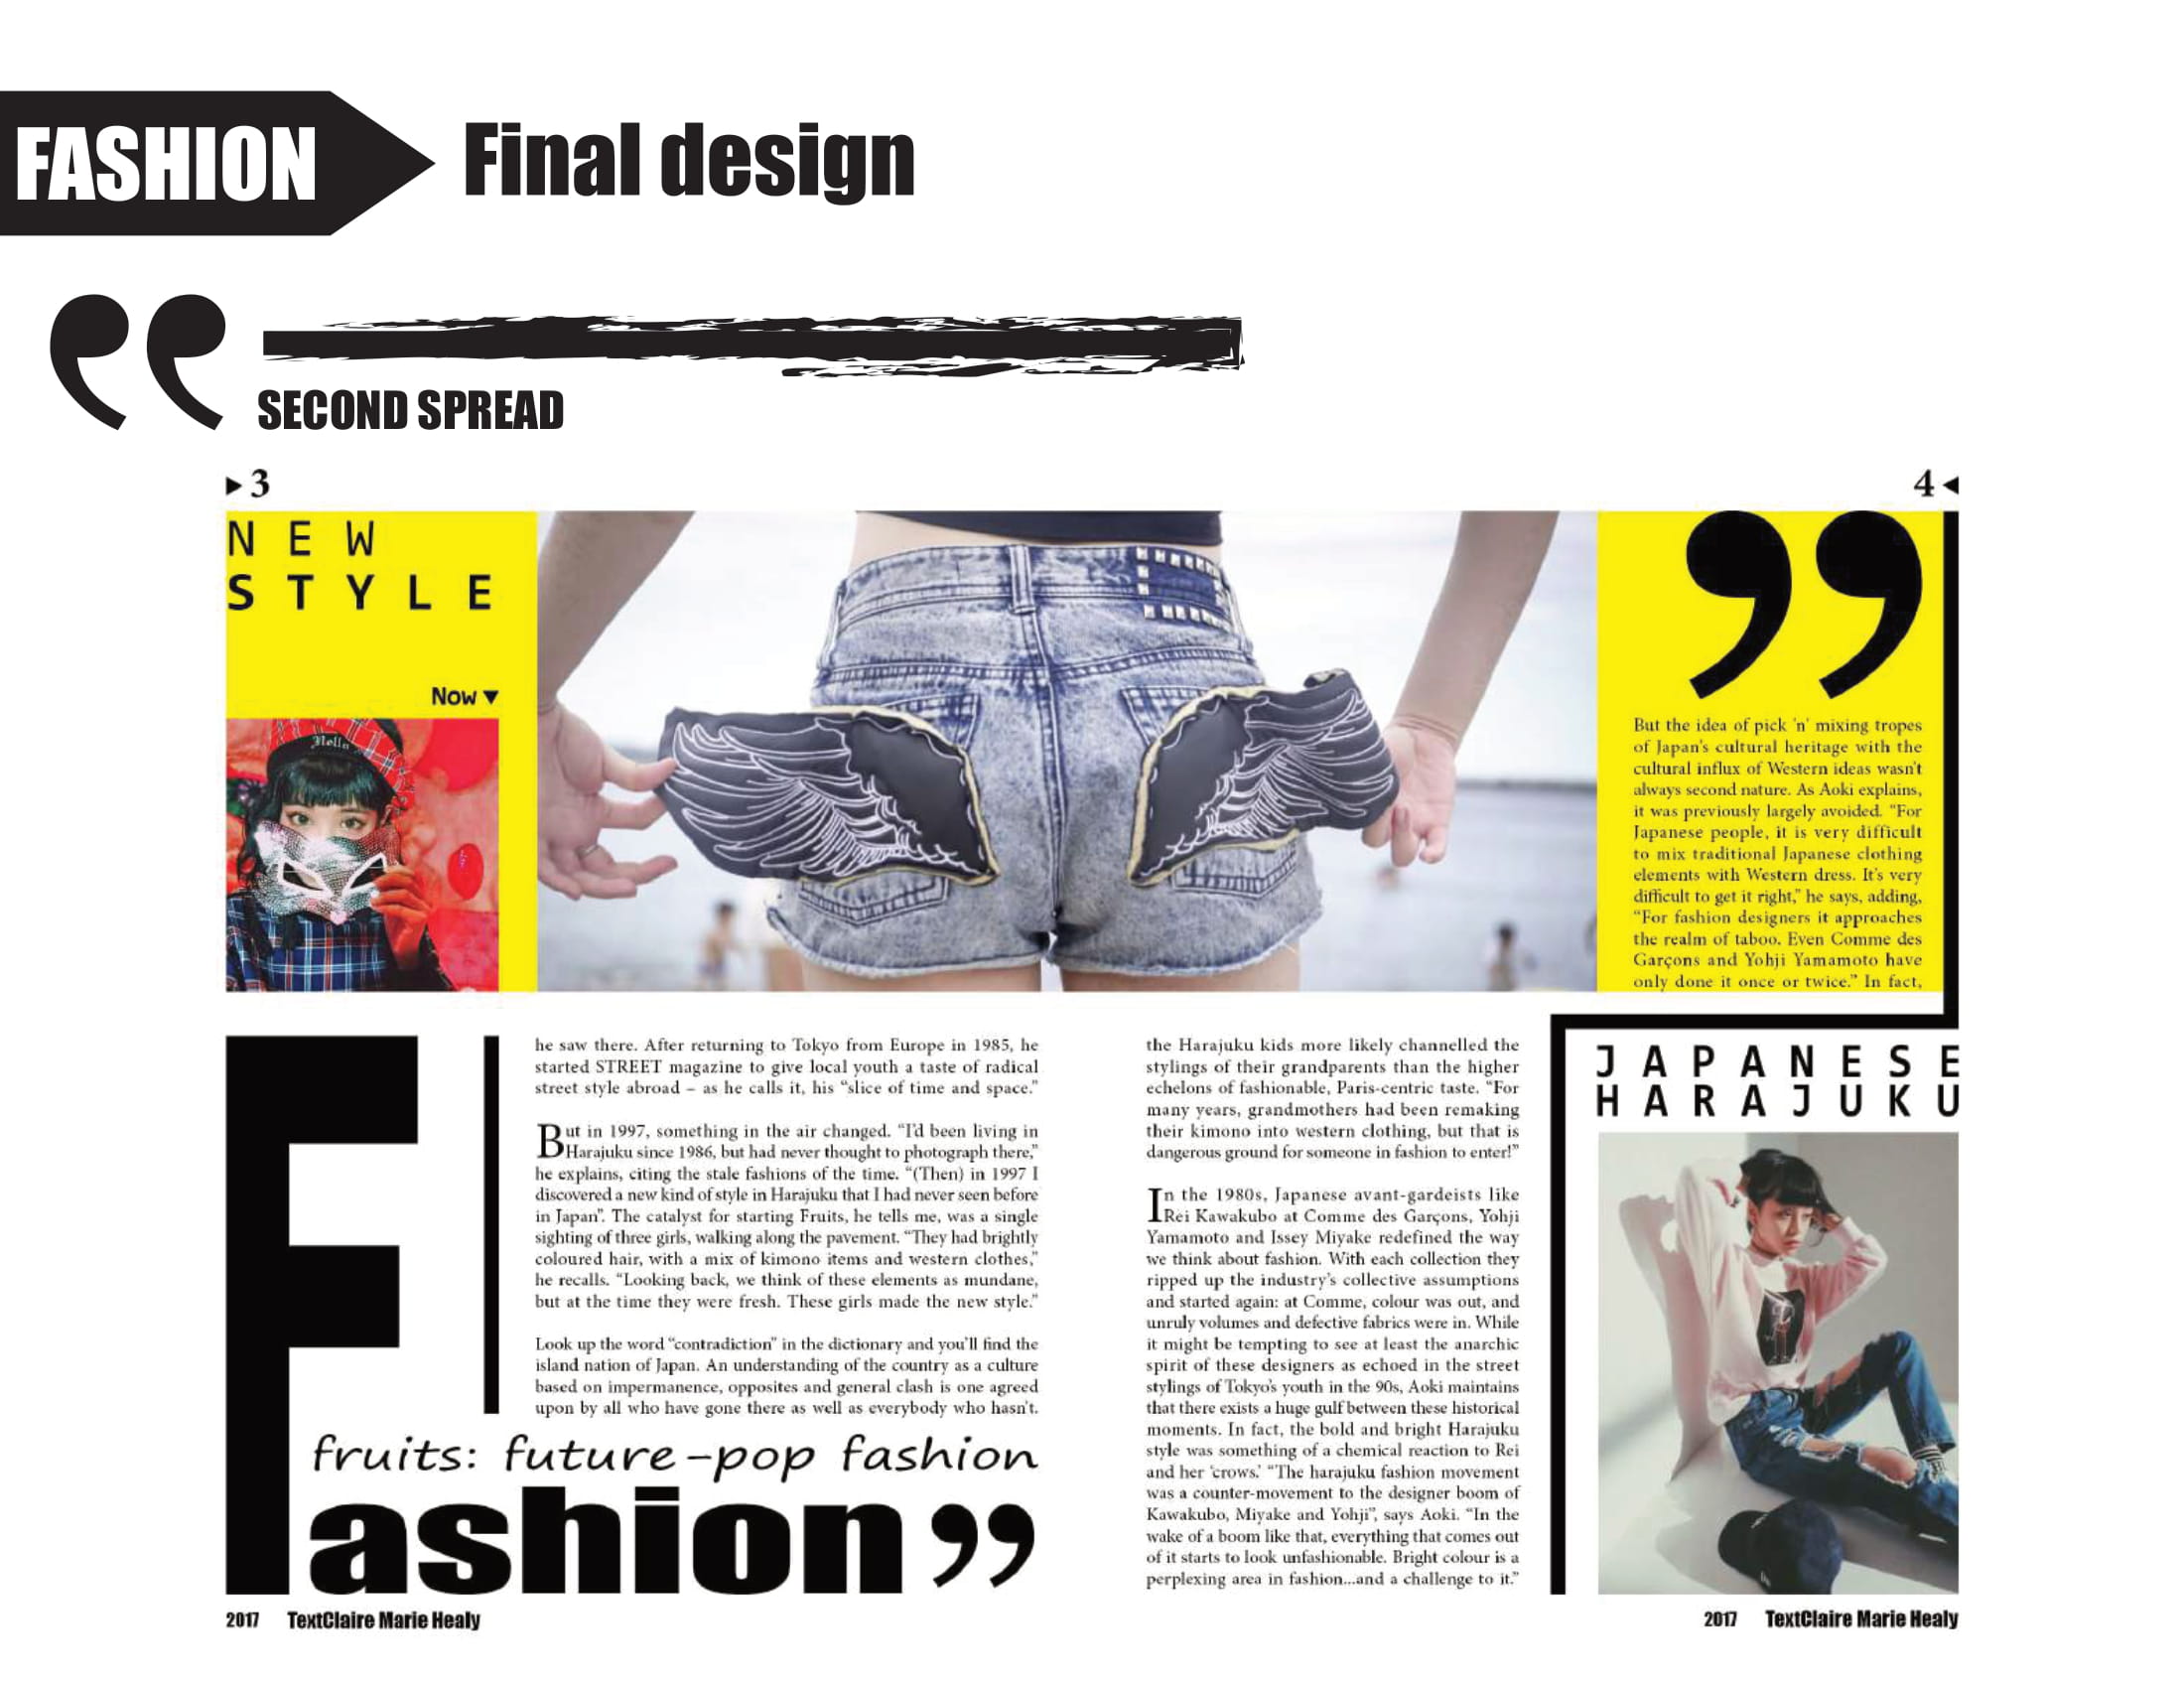 FASHION
Final design
“
SECOND SPREAD
▶ 3
4 ◀
NEW
STYLE
Now ▼
Hello
”
But the idea of pick 'n' mixing tropes
of Japan's cultural heritage with the
cultural influx of Western ideas wasn't
always second nature. As Aoki explains,
it was previously largely avoided. “For
Japanese people, it is very difficult
to mix traditional Japanese clothing
elements with Western dress. It's very
difficult to get it right,” he says, adding,
“For fashion designers it approaches
the realm of taboo. Even Comme des
Garçons and Yohji Yamamoto have
only done it once or twice.” In fact,
he saw there. After returning to Tokyo from Europe in 1985, he
started STREET magazine to give local youth a taste of radical
street style abroad – as he calls it, his “slice of time and space.”
But in 1997, something in the air changed. “I'd been living in
Harajuku since 1986, but had never thought to photograph there,”
he explains, citing the stale fashions of the time. “(Then) in 1997 I
discovered a new kind of style in Harajuku that I had never seen before
in Japan”. The catalyst for starting Fruits, he tells me, was a single
sighting of three girls, walking along the pavement. “They had brightly
coloured hair, with a mix of kimono items and western clothes,”
he recalls. “Looking back, we think of these elements as mundane,
but at the time they were fresh. These girls made the new style.”
Look up the word “contradiction” in the dictionary and you'll find the
island nation of Japan. An understanding of the country as a culture
based on impermanence, opposites and general clash is one agreed
upon by all who have gone there as well as everybody who hasn't.
fruits: future-pop fashion
Fashion”
2017 TextClaire Marie Healy
the Harajuku kids more likely channelled the
stylings of their grandparents than the higher
echelons of fashionable, Paris-centric taste. “For
many years, grandmothers had been remaking
their kimono into western clothing, but that is
dangerous ground for someone in fashion to enter!”
In the 1980s, Japanese avant-gardeists like
Rei Kawakubo at Comme des Garçons, Yohji
Yamamoto and Issey Miyake redefined the way
we think about fashion. With each collection they
ripped up the industry's collective assumptions
and started again: at Comme, colour was out, and
unruly volumes and defective fabrics were in. While
it might be tempting to see at least the anarchic
spirit of these designers as echoed in the street
stylings of Tokyo's youth in the 90s, Aoki maintains
that there exists a huge gulf between these historical
moments. In fact, the bold and bright Harajuku
style was something of a chemical reaction to Rei
and her 'crows.' “The harajuku fashion movement
was a counter-movement to the designer boom of
Kawakubo, Miyake and Yohji”, says Aoki. “In the
wake of a boom like that, everything that comes out
of it starts to look unfashionable. Bright colour is a
perplexing area in fashion...and a challenge to it.”
JAPANESE
HARAJUKU
2017 TextClaire Marie Healy